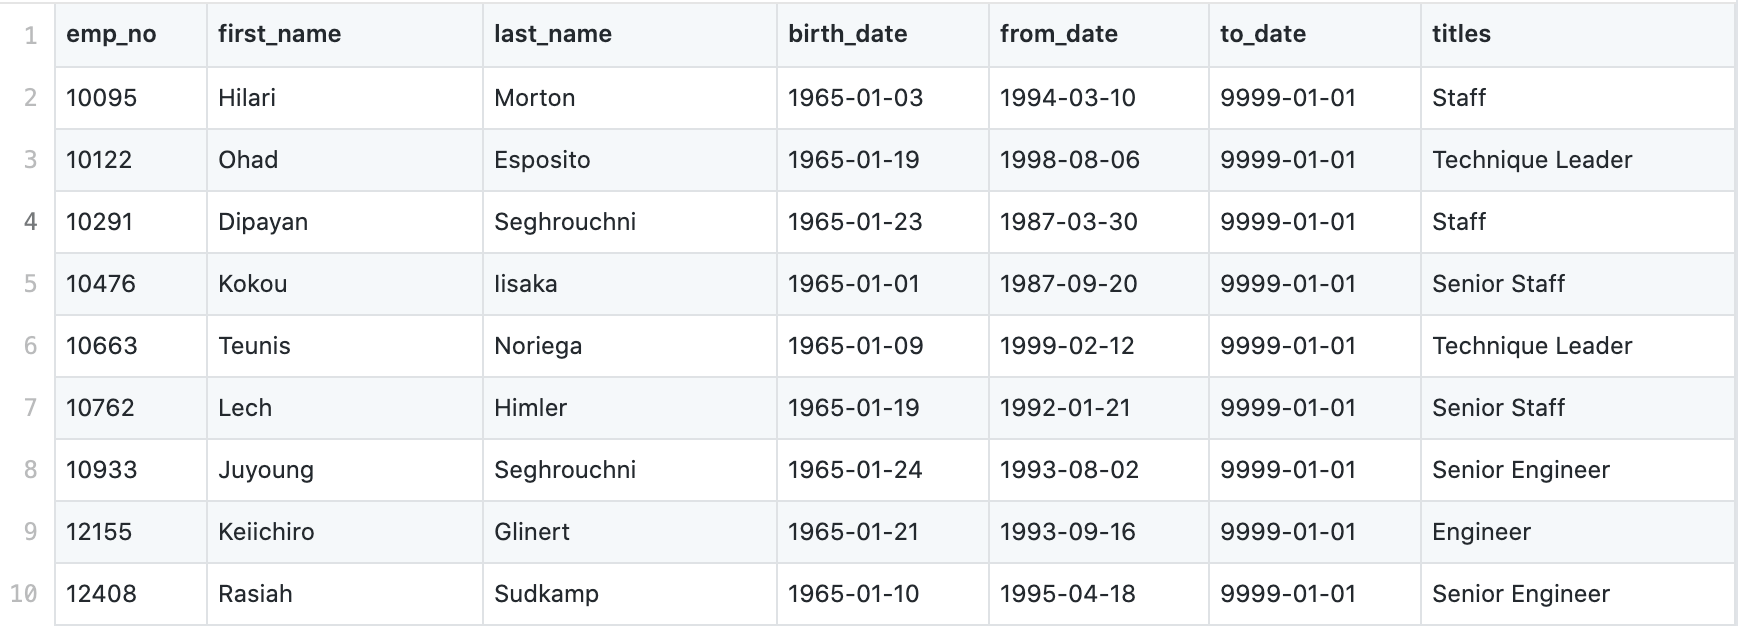 1 emp_no first_name last_name birth_date from_date to_date titles
2 10095 Hilari Morton 1965-01-03 1994-03-10 9999-01-01 Staff
3 10122 Ohad Esposito 1965-01-19 1998-08-06 9999-01-01 Technique Leader
4 10291 Dipayan Seghrouchni 1965-01-23 1987-03-30 9999-01-01 Staff
5 10476 Kokou Iisaka 1965-01-01 1987-09-20 9999-01-01 Senior Staff
6 10663 Teunis Noriega 1965-01-09 1999-02-12 9999-01-01 Technique Leader
7 10762 Lech Himler 1965-01-19 1992-01-21 9999-01-01 Senior Staff
8 10933 Juyoung Seghrouchni 1965-01-24 1993-08-02 9999-01-01 Senior Engineer
9 12155 Keiichiro Glinert 1965-01-21 1993-09-16 9999-01-01 Engineer
10 12408 Rasiah Sudkamp 1965-01-10 1995-04-18 9999-01-01 Senior Engineer